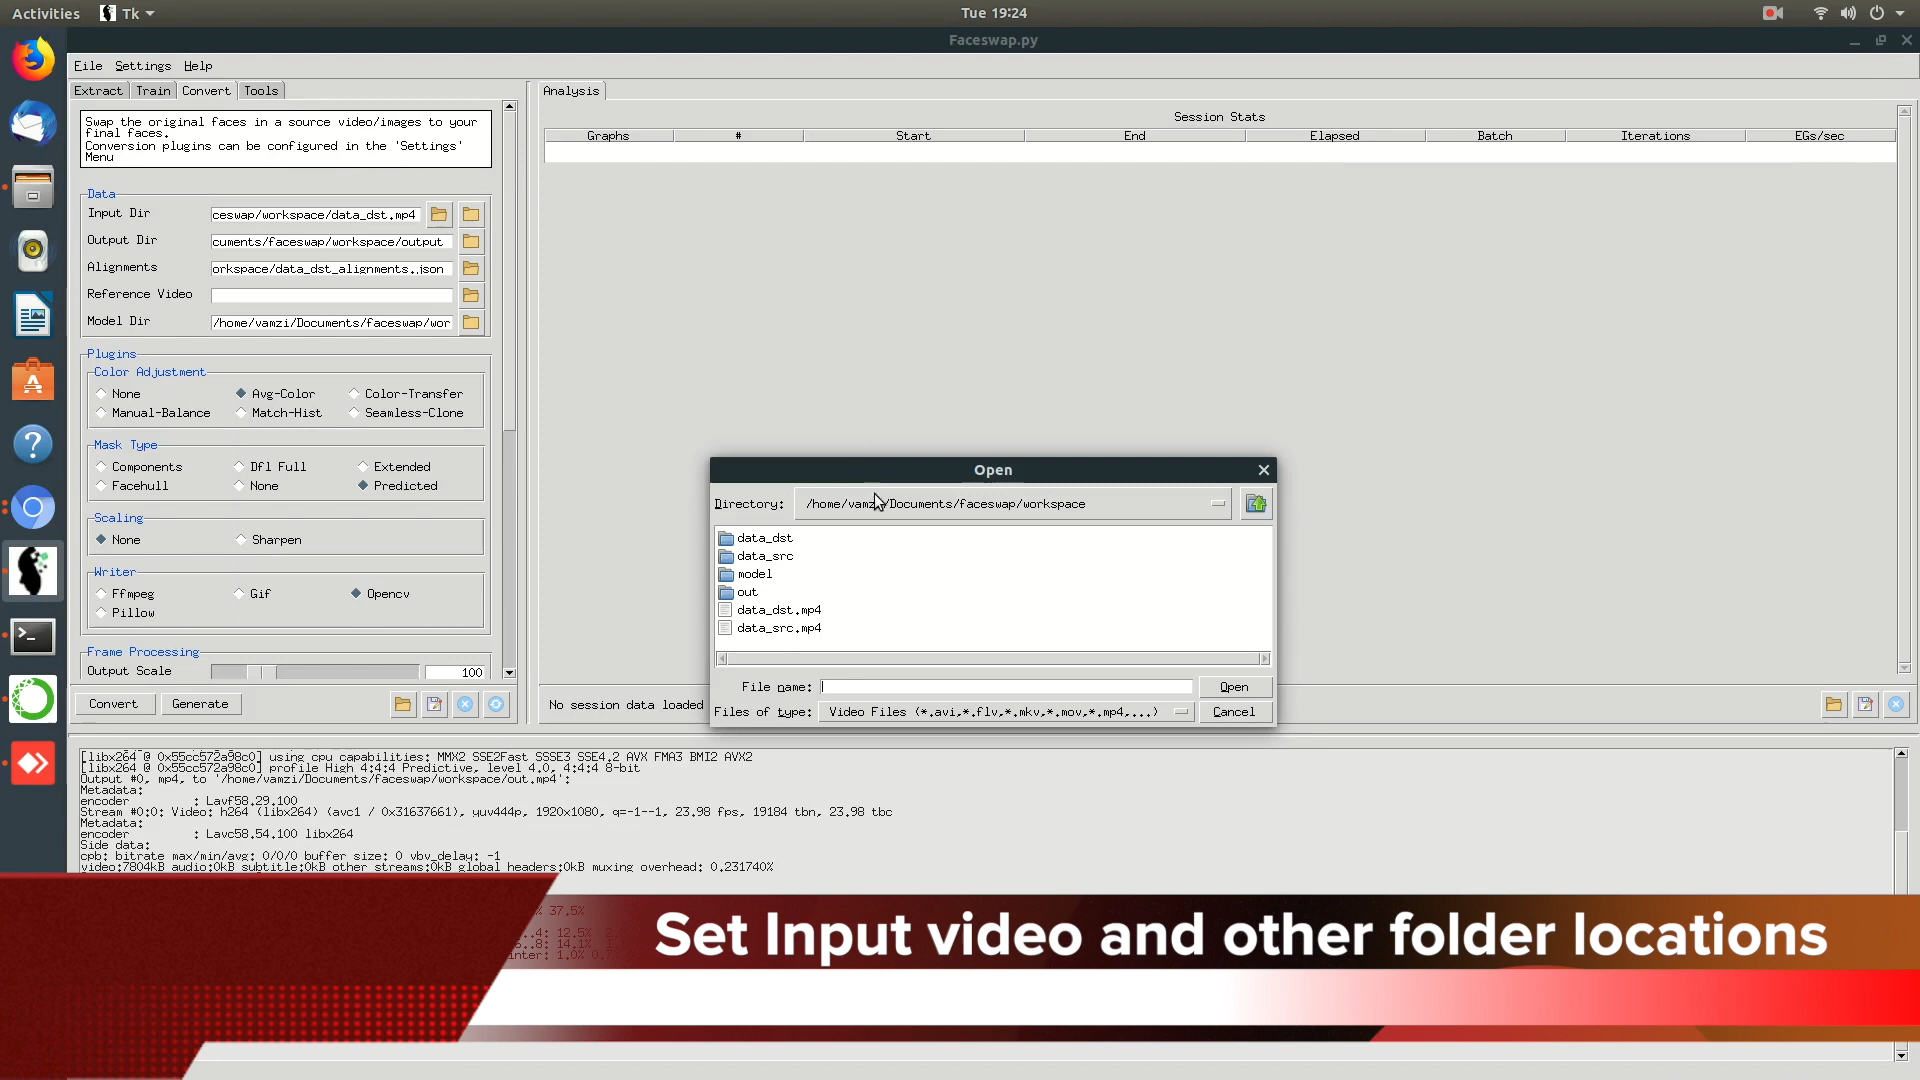 Activities
Tk
Tue 19:24
Faceswap.py
File Settings Help
Extract Train Convert Tools
Analysis
Swap the original faces in a source video/images to your
final faces.
Conversion plugins can be configured in the 'Settings'
Menu
Data
Input Dir ceswap/workspace/data_dst.mp4
Output Dir cuments/faceswap/workspace/output
Alignments orkspace/data_dst_alignments.json
Reference Video
Model Dir /home/vamzi/Documents/faceswap/wor
Plugins
Color Adjustment
None Avg-Color Color-Transfer
Manual-Balance Match-Hist Seamless-Clone
Mask Type
Components Dfl Full Extended
Facehull None Predicted
Scaling
None Sharpen
Writer
Ffmpeg Gif Opencv
Pillow
Frame Processing
Output Scale 100
Convert Generate
Session Stats
Graphs # Start End Elapsed Batch Iterations EGs/sec
No session data loaded
Open
Directory: /home/vamzi/Documents/faceswap/workspace
data_dst
data_src
model
out
data_dst.mp4
data_src.mp4
File name: Open
Files of type: Video Files (*.avi,*.flv,*.mkv,*.mov,*.mp4,...) Cancel
[libx264 @ 0x55cc572a98c0] using cpu capabilities: MMX2 SSE2Fast SSSE3 SSE4.2 AVX FMA3 BMI2 AVX2
[libx264 @ 0x55cc572a98c0] profile High 4:4:4 Predictive, level 4.0, 4:4:4 8-bit
Output #0, mp4, to '/home/vamzi/Documents/faceswap/workspace/out.mp4':
Metadata:
encoder : Lavf58.29.100
Stream #0:0: Video: h264 (libx264) (avc1 / 0x31637661), yuv444p, 1920x1080, q=-1--1, 23.98 fps, 19184 tbn, 23.98 tbc
Metadata:
encoder : Lavc58.54.100 libx264
Side data:
cpb: bitrate max/min/avg: 0/0/0 buffer size: 0 vbv_delay: -1
video:7804kB audio:0kB subtitle:0kB other streams:0kB global headers:0kB muxing overhead: 0.231740%
% 37.5%
..4: 12.5%
6..8: 14.1%
inter: 1.0%
Set Input video and other folder locations